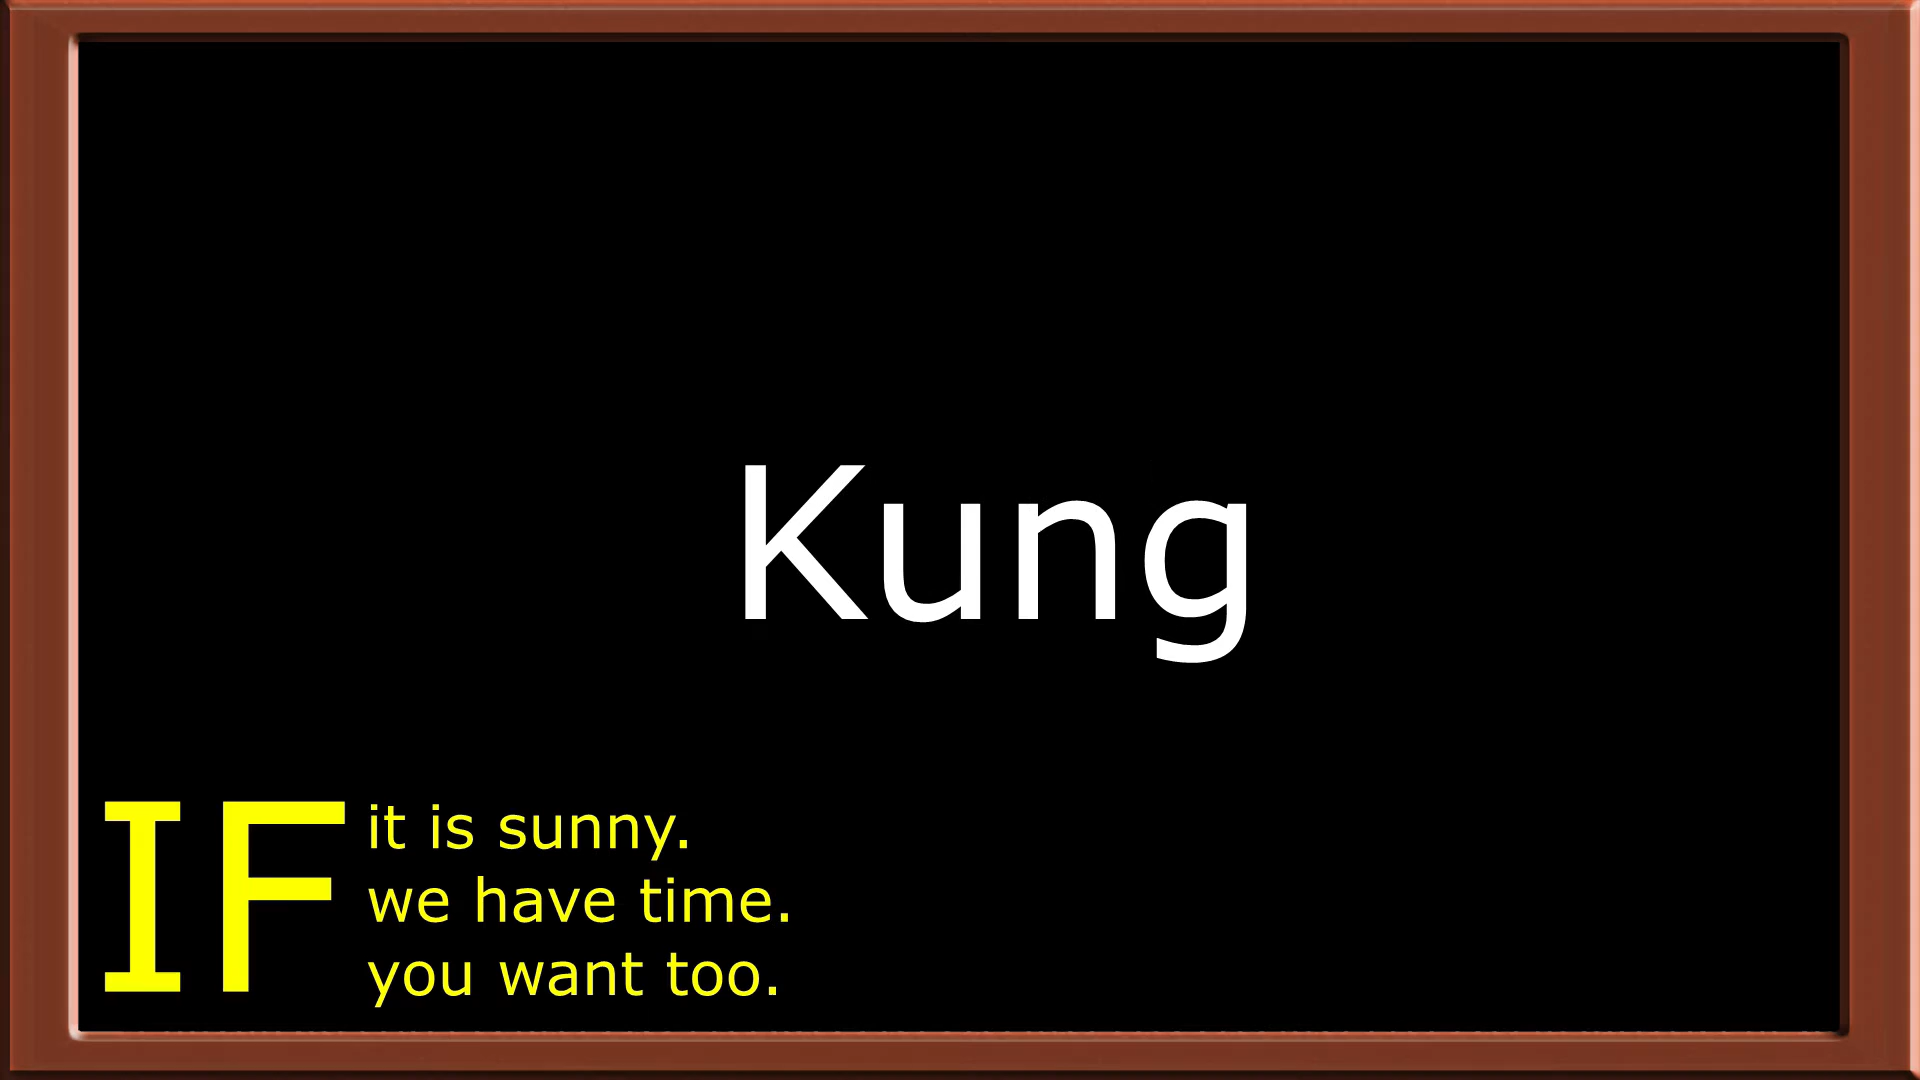 Kung
IF
it is sunny.
we have time.
you want too.